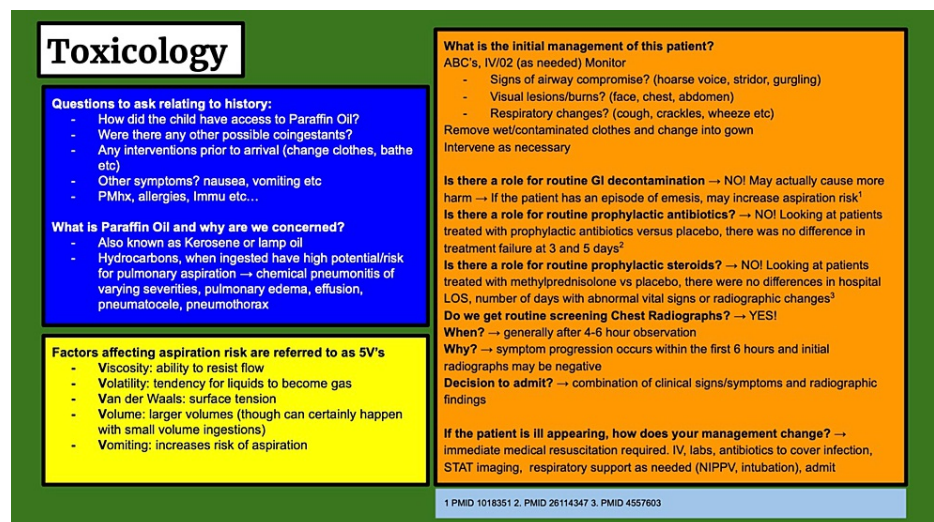 Toxicology
Questions to ask relating to history:
- How did the child have access to Paraffin Oil?
- Were there any other possible coingestants?
- Any interventions prior to arrival (change clothes, bathe
etc)
- Other symptoms? nausea, vomiting etc
- PMhx, allergies, Immu etc…
What is Paraffin Oil and why are we concerned?
- Also known as Kerosene or lamp oil
- Hydrocarbons, when ingested have high potential/risk
for pulmonary aspiration → chemical pneumonitis of
varying severities, pulmonary edema, effusion,
pneumatocele, pneumothorax
Factors affecting aspiration risk are referred to as 5V's
- Viscosity: ability to resist flow
- Volatility: tendency for liquids to become gas
- Van der Waals: surface tension
- Volume: larger volumes (though can certainly happen
with small volume ingestions)
- Vomiting: increases risk of aspiration
What is the initial management of this patient?
ABC's, IV/02 (as needed) Monitor
- Signs of airway compromise? (hoarse voice, stridor, gurgling)
- Visual lesions/burns? (face, chest, abdomen)
- Respiratory changes? (cough, crackles, wheeze etc)
Remove wet/contaminated clothes and change into gown
Intervene as necessary
Is there a role for routine GI decontamination → NO! May actually cause more
harm → If the patient has an episode of emesis, may increase aspiration risk¹
Is there a role for routine prophylactic antibiotics? → NO! Looking at patients
treated with prophylactic antibiotics versus placebo, there was no difference in
treatment failure at 3 and 5 days²
Is there a role for routine prophylactic steroids? → NO! Looking at patients
treated with methylprednisolone vs placebo, there were no differences in hospital
LOS, number of days with abnormal vital signs or radiographic changes³
Do we get routine screening Chest Radiographs? → YES!
When? → generally after 4-6 hour observation
Why? → symptom progression occurs within the first 6 hours and initial
radiographs may be negative
Decision to admit? → combination of clinical signs/symptoms and radiographic
findings
If the patient is ill appearing, how does your management change? →
immediate medical resuscitation required. IV, labs, antibiotics to cover infection,
STAT imaging, respiratory support as needed (NIPPV, intubation), admit
1 PMID 1018351 2. PMID 26114347 3. PMID 4557603